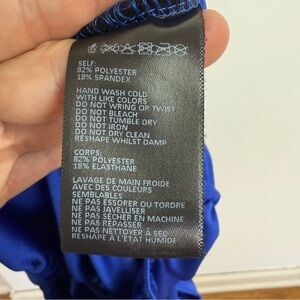 SELF:
82% POLYESTER
18% SPANDEX
HAND WASH COLD
WITH LIKE COLORS
DO NOT WRING OR TWIST
DO NOT BLEACH
DO NOT TUMBLE DRY
DO NOT IRON
DO NOT DRY CLEAN
RESHAPE WHILST DAMP
CORPS:
82% POLYESTER
18% ELASTHANE
LAVAGE DE MAIN FROIDE
AVEC DES COULEURS
SEMBLABLES
NE PAS ESSORER OU TORDRE
NE PAS JAVELLISER
NE PAS SÉCHER EN MACHINE
NE PAS REPASSER
NE PAS NETTOYER À SEC
RESHAPE A L'ETAT HUMIDE